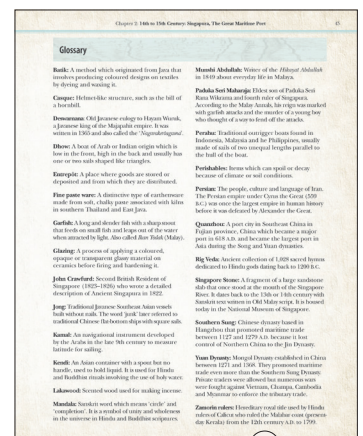 Chapter 2: 14th to 15th Century: Singapura, The Great Maritime Port
Glossary
Batik: A method which originated from Java that
involves producing coloured designs on textiles
by dyeing and waxing it.
Casque: Helmet-like structure, such as the bill of
a hornbill.
Desawarnana: Old Javanese eulogy to Hayam Wuruk,
a Javanese king of the Majapahit empire. It was
written in 1365 and also called the 'Nagarakrtagama'.
Dhow: A boat of Arab or Indian origin which is
low in the front, high in the back and usually has
one or two sails shaped like triangles.
Entrepôt: A place where goods are stored or
deposited and from which they are distributed.
Fine paste ware: A distinctive type of earthenware
made from soft, chalky paste associated with kilns
in southern Thailand and East Java.
Garfish: A long and slender fish with a sharp snout
that feeds on small fish and leaps out of the water
when attracted by light. Also called Ikan Todak (Malay).
Glazing: A process of applying a coloured,
opaque or transparent glassy material on
ceramics before firing and hardening it.
John Crawfurd: Second British Resident of
Singapore (1823–1826) who wrote a detailed
description of Ancient Singapura in 1822.
Jong: Traditional Javanese Southeast Asian vessels
built without nails. The word 'junk' later referred to
traditional Chinese flat-bottom ships with square sails.
Kamal: An navigational instrument developed
by the Arabs in the late 9th century to measure
latitude for sailing.
Kendi: An Asian container with a spout but no
handle, used to hold liquid. It is used for Hindu
and Buddhist rituals involving the use of holy water.
Lakawood: Scented wood used for making incense.
Mandala: Sanskrit word which means 'circle' and
'completion'. It is a symbol of unity and wholeness
in the universe in Hindu and Buddhist scriptures.
Munshi Abdullah: Writer of the Hikayat Abdullah
in 1849 about everyday life in Malaya.
Paduka Seri Maharaja: Eldest son of Paduka Seri
Rana Wikrama and fourth ruler of Singapura.
According to the Malay Annals, his reign was marked
with garfish attacks and the murder of a young boy
who thought of a way to fend off the attacks.
Perahu: Traditional outrigger boats found in
Indonesia, Malaysia and the Philippines, usually
made of sails of two unequal lengths parallel to
the hull of the boat.
Perishables: Items which can spoil or decay
because of climate or soil conditions.
Persian: The people, culture and language of Iran.
The Persian empire under Cyrus the Great (559
B.C.) was once the largest empire in human history
before it was defeated by Alexander the Great.
Quanzhou: A port city in Southeast China in
Fujian province, China which became a major
port in 618 A.D. and became the largest port in
Asia during the Song and Yuan dynasties.
Rig Veda: Ancient collection of 1,028 sacred hymns
dedicated to Hindu gods dating back to 1200 B.C.
Singapore Stone: A fragment of a large sandstone
slab that once stood at the mouth of the Singapore
River. It dates back to the 13th or 14th century with
Sanskrit text written in Old Malay script. It is housed
today in the National Museum of Singapore.
Southern Song: Chinese dynasty based in
Hangzhou that promoted maritime trade
between 1127 and 1279 A.D. because it lost
control of Northern China to the Jin Dynasty.
Yuan Dynasty: Mongol Dynasty established in China
between 1271 and 1368. They promoted maritime
trade even more than the Southern Song Dynasty.
Private traders were allowed but numerous wars
were fought against Vietnam, Champa, Cambodia
and Myanmar to enforce the tributary trade.
Zamorin rulers: Hereditary royal title used by Hindu
rulers of Calicut who ruled the Malabar coast (present-
day Kerala) from the 12th century A.D. to 1793.